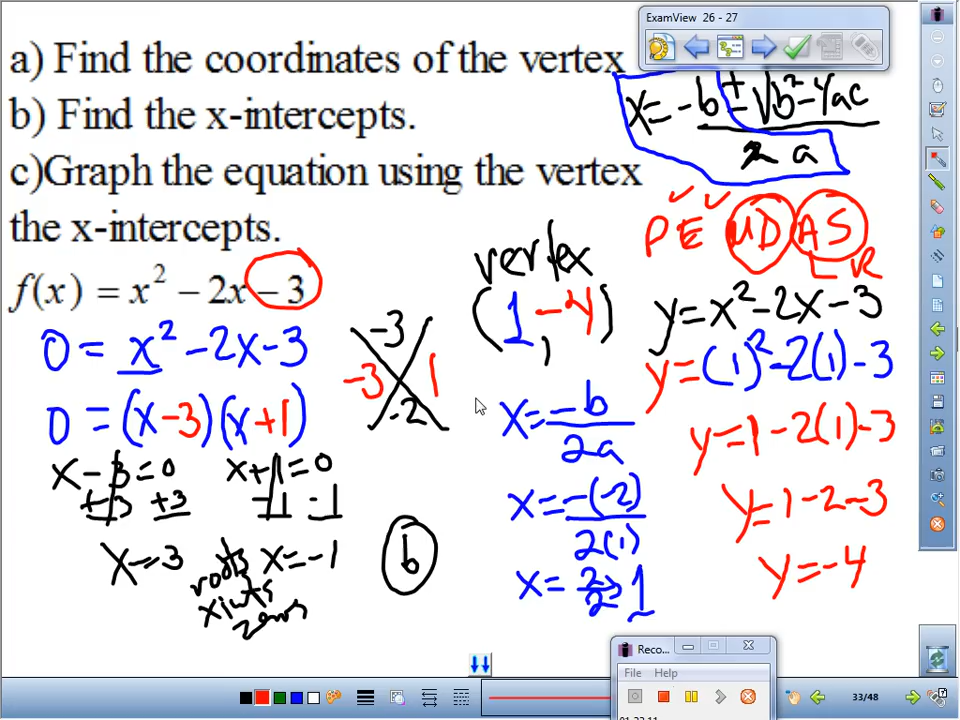 ExamView 26 - 27
a) Find the coordinates of the vertex
b) Find the x-intercepts.
c)Graph the equation using the vertex
the x-intercepts.
f(x) = x² − 2x − 3
x = -b ± √b²-4ac
2a
P E MD AS
L R
vertex
(1, -4)
0 = x² - 2x - 3
0 = (x - 3)(x + 1)
-3
-3 1
-2
x - 3 = 0 x + 1 = 0
+3 +3 -1 -1
x = 3 x = -1
roots
x ints
zeros
b
x = -b
2a
x = -(-2)
2(1)
x = 2
2 → 1
y = x² - 2x - 3
y = (1)² - 2(1) - 3
y = 1 - 2(1) - 3
y = 1 - 2 - 3
y = -4
Reco...
File Help
33/48